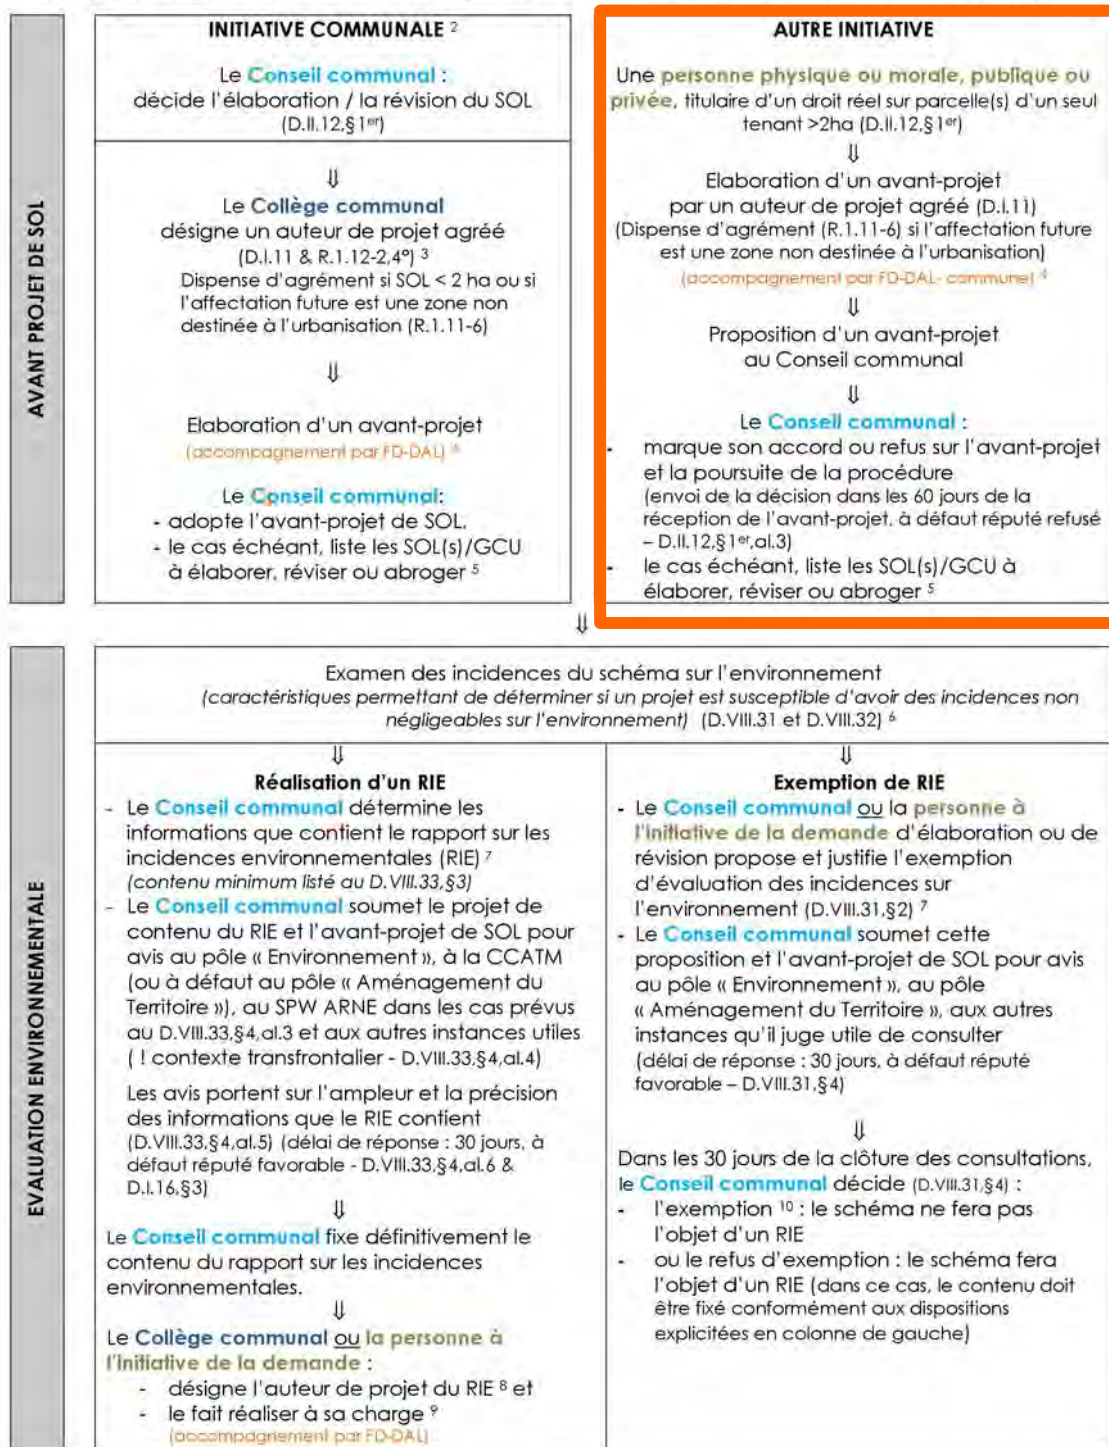 AVANT PROJET DE SOL
INITIATIVE COMMUNALE 2
Le Conseil communal :
décide l'élaboration / la révision du SOL
(D.II.12,§1er)
⇓
Le Collège communal
désigne un auteur de projet agréé
(D.I.11 & R.1.12-2,4°) 3
Dispense d'agrément si SOL < 2 ha ou si
l'affectation future est une zone non
destinée à l'urbanisation (R.1.11-6)
⇓
Elaboration d'un avant-projet
(accompagnement par FD-DAL) 4
Le Conseil communal:
- adopte l'avant-projet de SOL,
- le cas échéant, liste les SOL(s)/GCU
à élaborer, réviser ou abroger 5
AUTRE INITIATIVE
Une personne physique ou morale, publique ou
privée, titulaire d'un droit réel sur parcelle(s) d'un seul
tenant >2ha (D.II.12,§1er)
⇓
Elaboration d'un avant-projet
par un auteur de projet agréé (D.I.11)
(Dispense d'agrément (R.1.11-6) si l'affectation future
est une zone non destinée à l'urbanisation)
(accompagnement par FD-DAL- commune) 4
⇓
Proposition d'un avant-projet
au Conseil communal
⇓
Le Conseil communal :
- marque son accord ou refus sur l'avant-projet
et la poursuite de la procédure
(envoi de la décision dans les 60 jours de la
réception de l'avant-projet, à défaut réputé refusé
– D.II.12,§1er,al.3)
- le cas échéant, liste les SOL(s)/GCU à
élaborer, réviser ou abroger 5
⇓
EVALUATION ENVIRONNEMENTALE
Examen des incidences du schéma sur l'environnement
(caractéristiques permettant de déterminer si un projet est susceptible d'avoir des incidences non
négligeables sur l'environnement) (D.VIII.31 et D.VIII.32) 6
⇓
Réalisation d'un RIE
- Le Conseil communal détermine les
informations que contient le rapport sur les
incidences environnementales (RIE) 7
(contenu minimum listé au D.VIII.33,§3)
- Le Conseil communal soumet le projet de
contenu du RIE et l'avant-projet de SOL pour
avis au pôle « Environnement », à la CCATM
(ou à défaut au pôle « Aménagement du
Territoire »), au SPW ARNE dans les cas prévus
au D.VIII.33,§4,al.3 et aux autres instances utiles
( ! contexte transfrontalier - D.VIII.33,§4,al.4)
Les avis portent sur l'ampleur et la précision
des informations que le RIE contient
(D.VIII.33,§4,al.5) (délai de réponse : 30 jours, à
défaut réputé favorable - D.VIII.33,§4,al.6 &
D.I.16,§3)
⇓
Le Conseil communal fixe définitivement le
contenu du rapport sur les incidences
environnementales.
⇓
Le Collège communal ou la personne à
l'initiative de la demande :
- désigne l'auteur de projet du RIE 8 et
- le fait réaliser à sa charge 9
(accompagnement par FD-DAL)
⇓
Exemption de RIE
- Le Conseil communal ou la personne à
l'initiative de la demande d'élaboration ou de
révision propose et justifie l'exemption
d'évaluation des incidences sur
l'environnement (D.VIII.31,§2) 7
- Le Conseil communal soumet cette
proposition et l'avant-projet de SOL pour avis
au pôle « Environnement », au pôle
« Aménagement du Territoire », aux autres
instances qu'il juge utile de consulter
(délai de réponse : 30 jours, à défaut réputé
favorable – D.VIII.31,§4)
⇓
Dans les 30 jours de la clôture des consultations,
le Conseil communal décide (D.VIII.31,§4) :
- l'exemption 10 : le schéma ne fera pas
l'objet d'un RIE
- ou le refus d'exemption : le schéma fera
l'objet d'un RIE (dans ce cas, le contenu doit
être fixé conformément aux dispositions
explicitées en colonne de gauche)